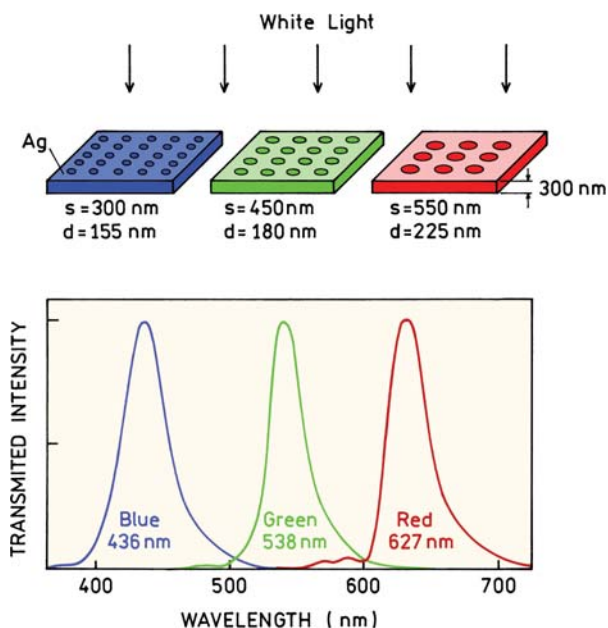 White Light
Ag
300 nm
s = 300 nm
d = 155 nm
s = 450 nm
d = 180 nm
s = 550 nm
d = 225 nm
TRANSMITED INTENSITY
Blue
436 nm
Green
538 nm
Red
627 nm
400
500
600
700
WAVELENGTH ( nm )